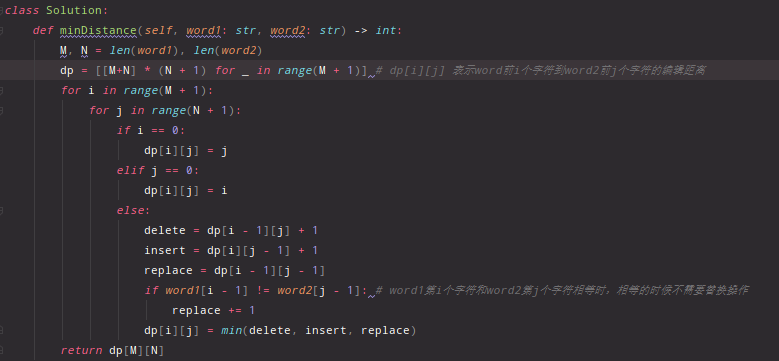 class Solution:
    def minDistance(self, word1: str, word2: str) -> int:
        M, N = len(word1), len(word2)
        dp = [[M+N] * (N + 1) for _ in range(M + 1)] # dp[i][j] 表示word前i个字符到word2前j个字符的编辑距离
        for i in range(M + 1):
            for j in range(N + 1):
                if i == 0:
                    dp[i][j] = j
                elif j == 0:
                    dp[i][j] = i
                else:
                    delete = dp[i - 1][j] + 1
                    insert = dp[i][j - 1] + 1
                    replace = dp[i - 1][j - 1]
                    if word1[i - 1] != word2[j - 1]: # word1第i个字符和word2第j个字符相等时，相等的时候不需要替换操作
                        replace += 1
                    dp[i][j] = min(delete, insert, replace)
        return dp[M][N]